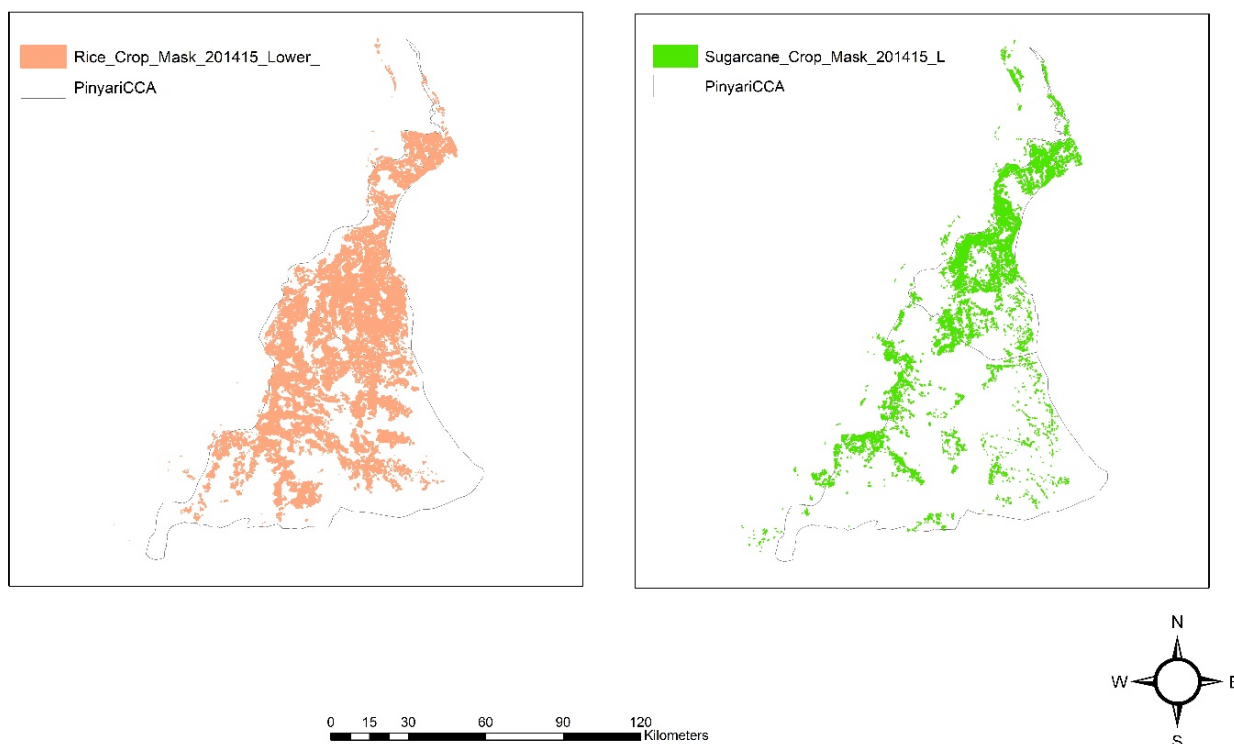 Rice_Crop_Mask_201415_Lower_
PinyariCCA
Sugarcane_Crop_Mask_201415_L
PinyariCCA
N
W E
S
0 15 30 60 90 120
Kilometers